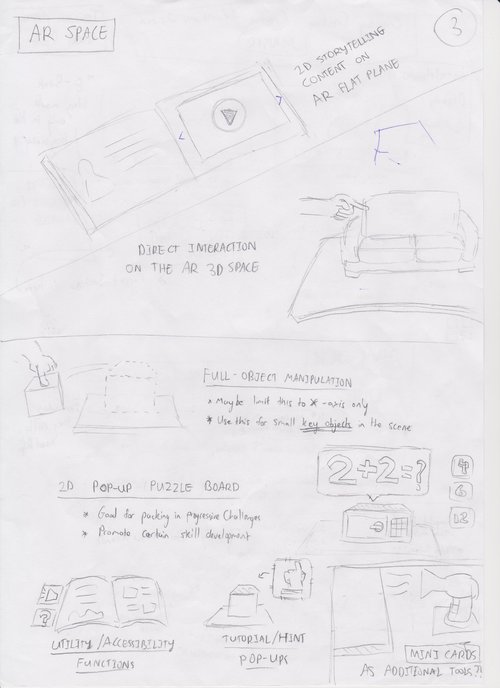 AR SPACE
3
2D STORYTELLING
CONTENT ON
AR FLAT PLANE
DIRECT INTERACTION
ON THE AR 3D SPACE
FULL-OBJECT MANIPULATION
* Maybe limit this to X-axis only
* Use this for small key objects in the scene
2D POP-UP PUZZLE BOARD
* Goal for packing in progressive challenges
* Promote certain skill development
2+2=?
4
6
12
?
UTILITY/ACCESSIBILITY
FUNCTIONS
TUTORIAL/HINT
POP-UPS
MINI CARDS
AS ADDITIONAL TOOLS?!